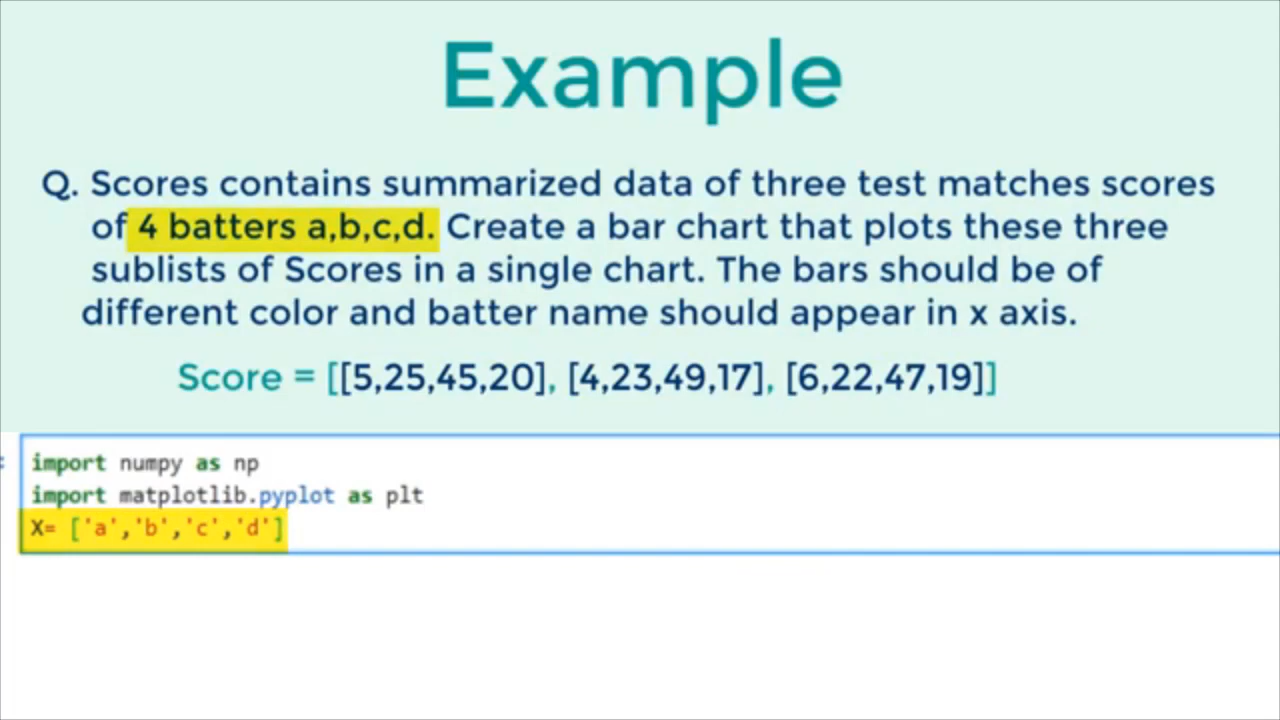 Example
Q. Scores contains summarized data of three test matches scores
of 4 batters a,b,c,d. Create a bar chart that plots these three
sublists of Scores in a single chart. The bars should be of
different color and batter name should appear in x axis.
Score = [[5,25,45,20], [4,23,49,17], [6,22,47,19]]
import numpy as np
import matplotlib.pyplot as plt
X= ['a','b','c','d']